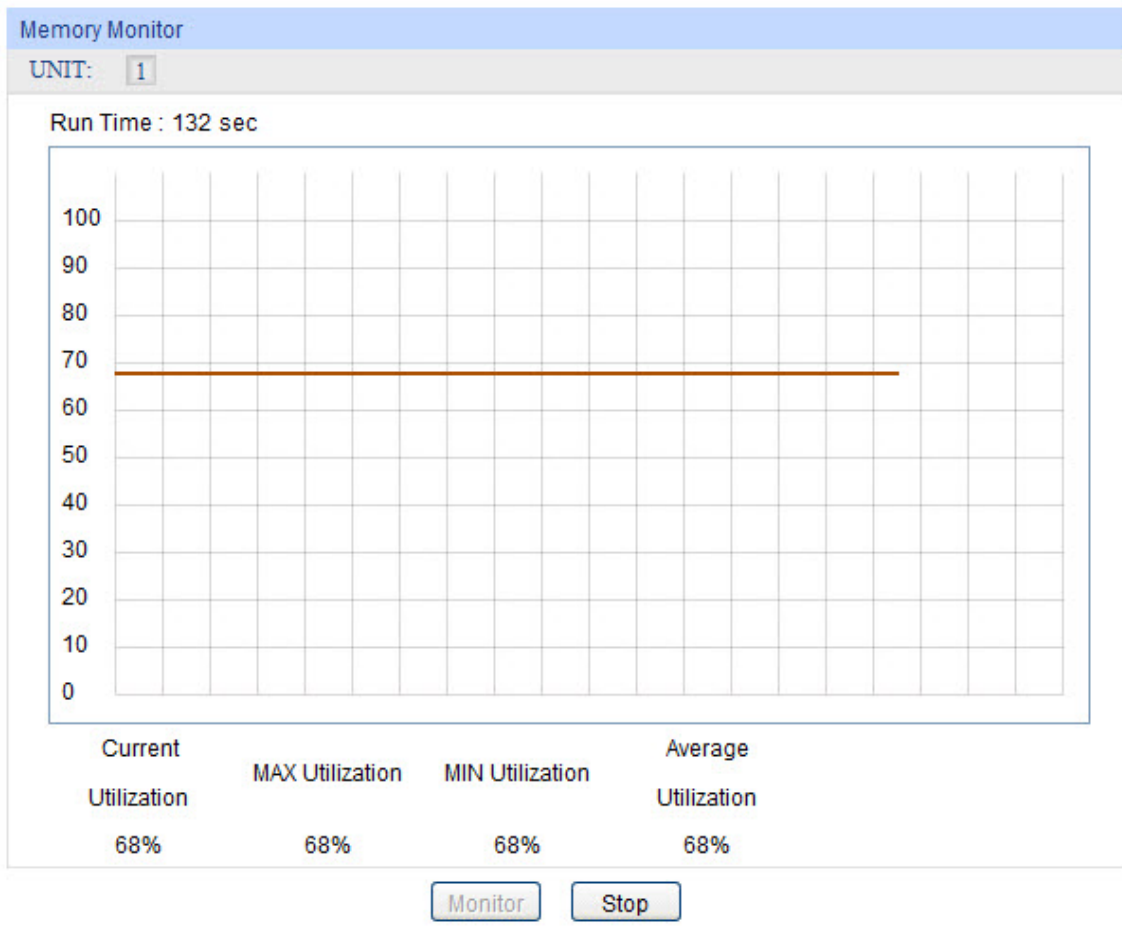 Memory Monitor
UNIT: 1
Run Time : 132 sec
100
90
80
70
60
50
40
30
20
10
0
Current Utilization MAX Utilization MIN Utilization Average Utilization
68% 68% 68% 68%
Monitor Stop